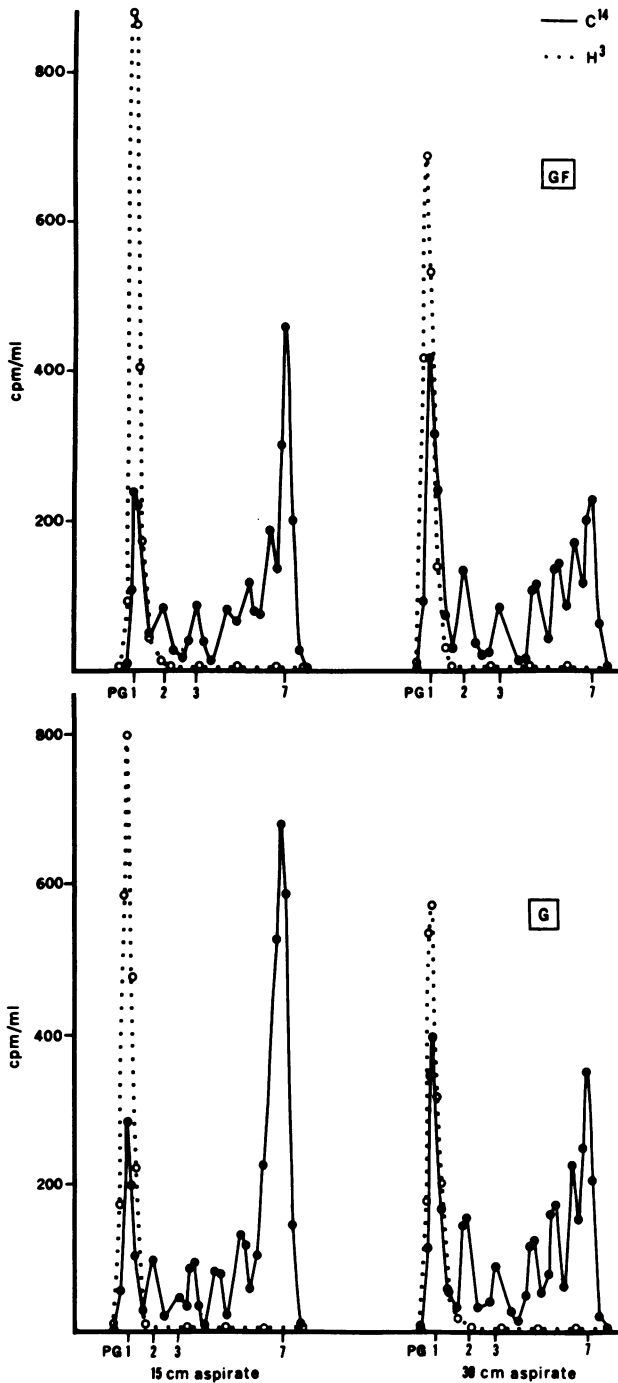 C14
H3
GF
800
600
400
200
cpm/ml
PG 1 2 3 7 PG 1 2 3 7
800
600
400
200
cpm/ml
G
PG 1 2 3 7 PG 1 2 3 7
15 cm aspirate 30 cm aspirate